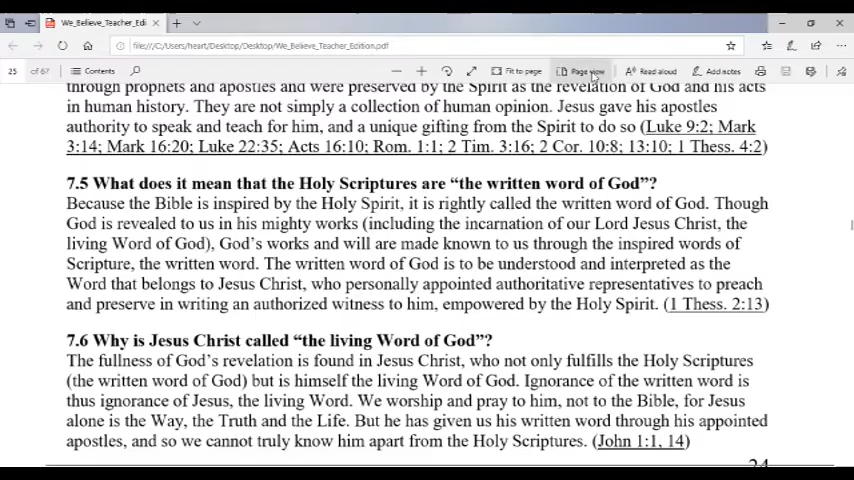 We_Believe_Teacher_Edi
file:///C:/Users/heart/Desktop/Desktop/We_Believe_Teacher_Edition.pdf
25 of 67 Contents Fit to page Page view Read aloud Add notes
through prophets and apostles and were preserved by the Spirit as the revelation of God and his acts
in human history. They are not simply a collection of human opinion. Jesus gave his apostles
authority to speak and teach for him, and a unique gifting from the Spirit to do so (Luke 9:2; Mark
3:14; Mark 16:20; Luke 22:35; Acts 16:10; Rom. 1:1; 2 Tim. 3:16; 2 Cor. 10:8; 13:10; 1 Thess. 4:2)
7.5 What does it mean that the Holy Scriptures are “the written word of God”?
Because the Bible is inspired by the Holy Spirit, it is rightly called the written word of God. Though
God is revealed to us in his mighty works (including the incarnation of our Lord Jesus Christ, the
living Word of God), God’s works and will are made known to us through the inspired words of
Scripture, the written word. The written word of God is to be understood and interpreted as the
Word that belongs to Jesus Christ, who personally appointed authoritative representatives to preach
and preserve in writing an authorized witness to him, empowered by the Holy Spirit. (1 Thess. 2:13)
7.6 Why is Jesus Christ called “the living Word of God”?
The fullness of God’s revelation is found in Jesus Christ, who not only fulfills the Holy Scriptures
(the written word of God) but is himself the living Word of God. Ignorance of the written word is
thus ignorance of Jesus, the living Word. We worship and pray to him, not to the Bible, for Jesus
alone is the Way, the Truth and the Life. But he has given us his written word through his appointed
apostles, and so we cannot truly know him apart from the Holy Scriptures. (John 1:1, 14)
24